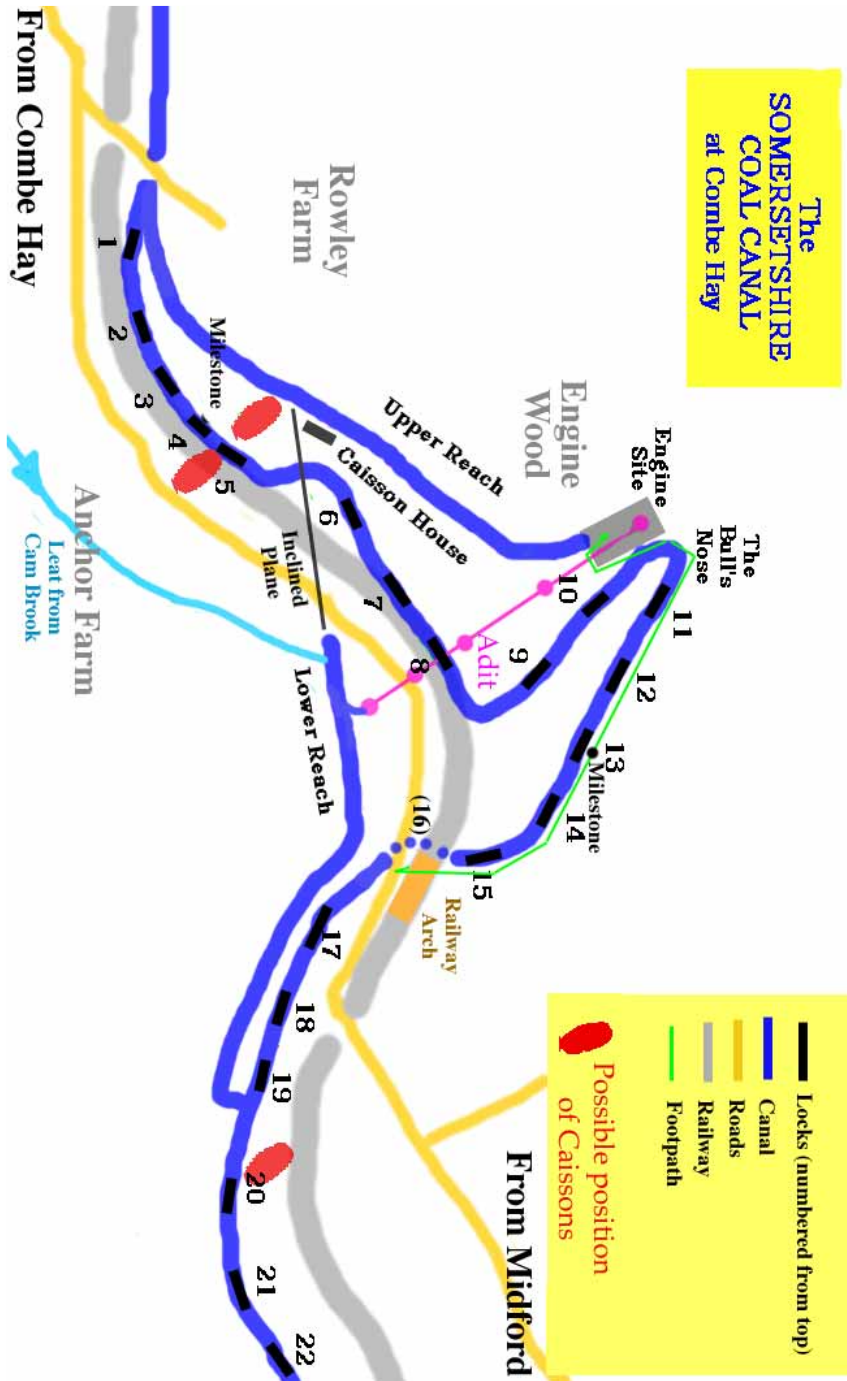 The
SOMERSETSHIRE
COAL CANAL
at Combe Hay
Locks (numbered from top)
Canal
Roads
Railway
Footpath
Possible position
of Caissons
The
Bull's
Nose
Engine
Site
Engine
Wood
Rowley
Farm
Upper Reach
Caisson House
Milestone
Inclined
Plane
Adit
Milestone
Railway
Arch
Lower Reach
Leat from
Cam Brook
Anchor Farm
From Combe Hay
From Midford
1
2
3
4
5
6
7
8
9
10
11
12
13
14
15
(16)
17
18
19
20
21
22